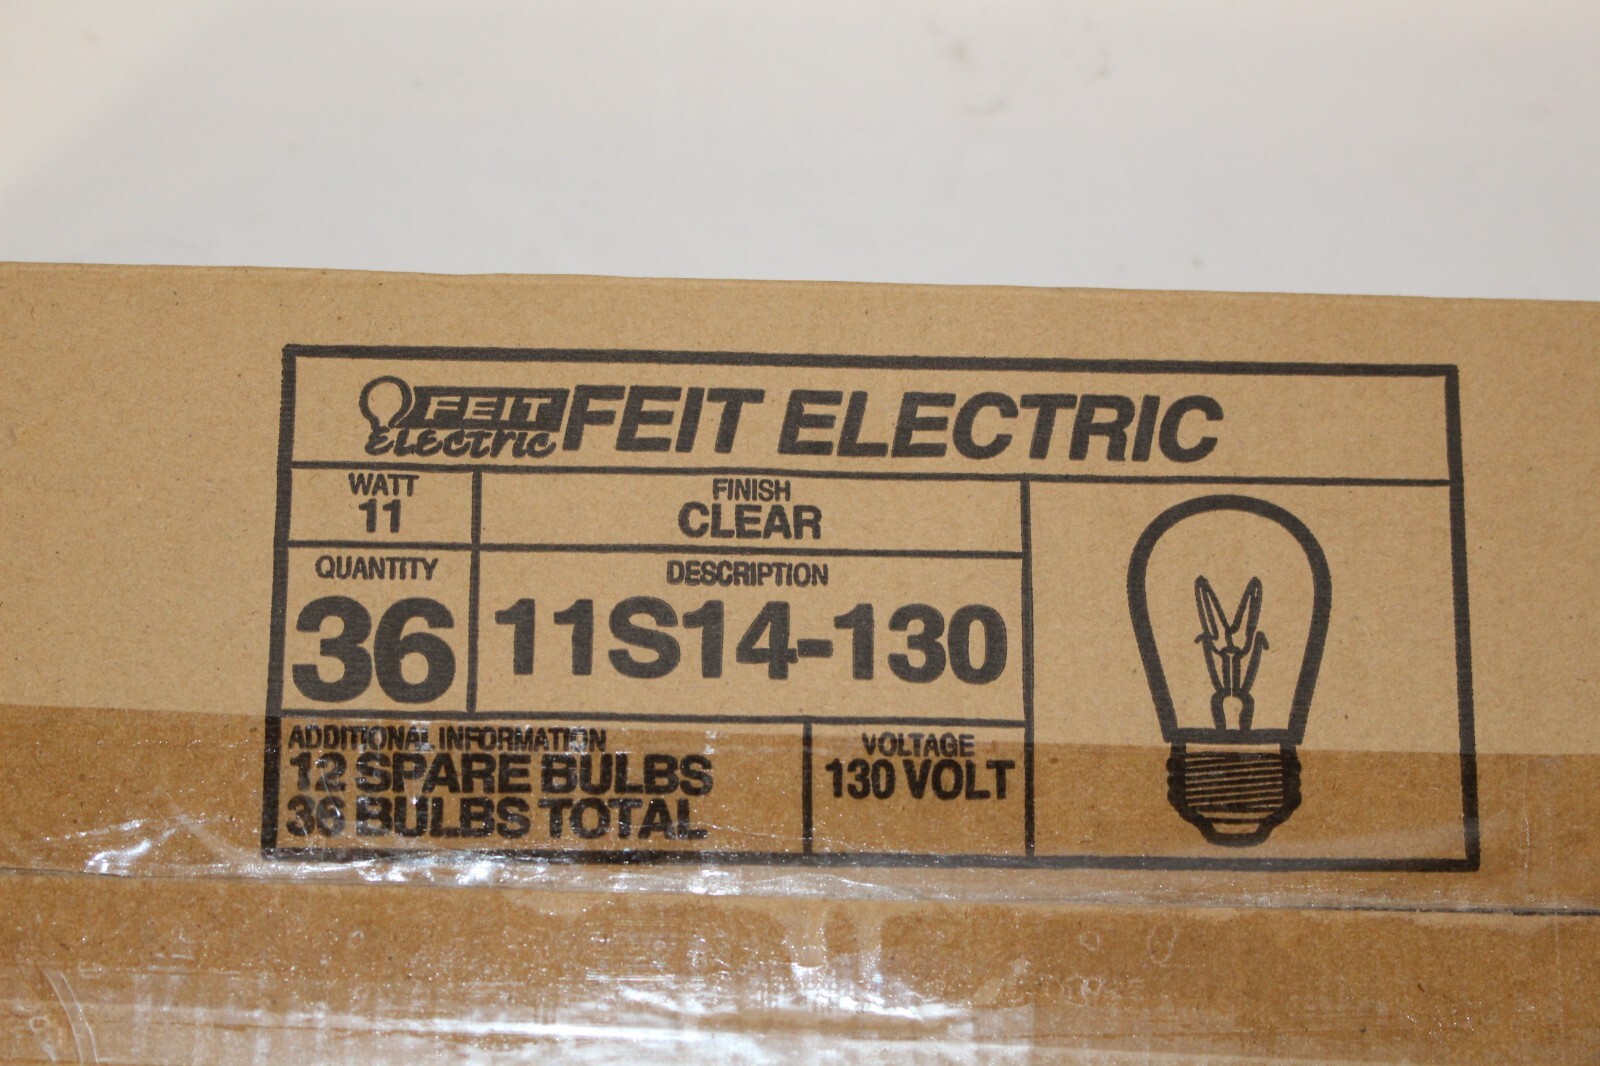 FEIT ELECTRIC FEIT ELECTRIC
WATT
11
FINISH
CLEAR
QUANTITY
36
DESCRIPTION
11S14-130
ADDITIONAL INFORMATION
12 SPARE BULBS
36 BULBS TOTAL
VOLTAGE
130 VOLT